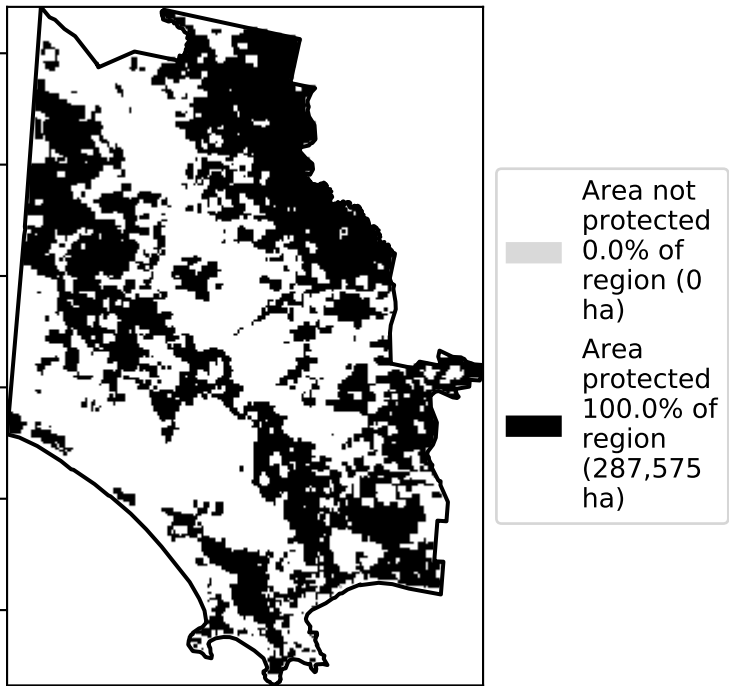 Area not
protected
0.0% of
region (0
ha)
Area
protected
100.0% of
region
(287,575
ha)